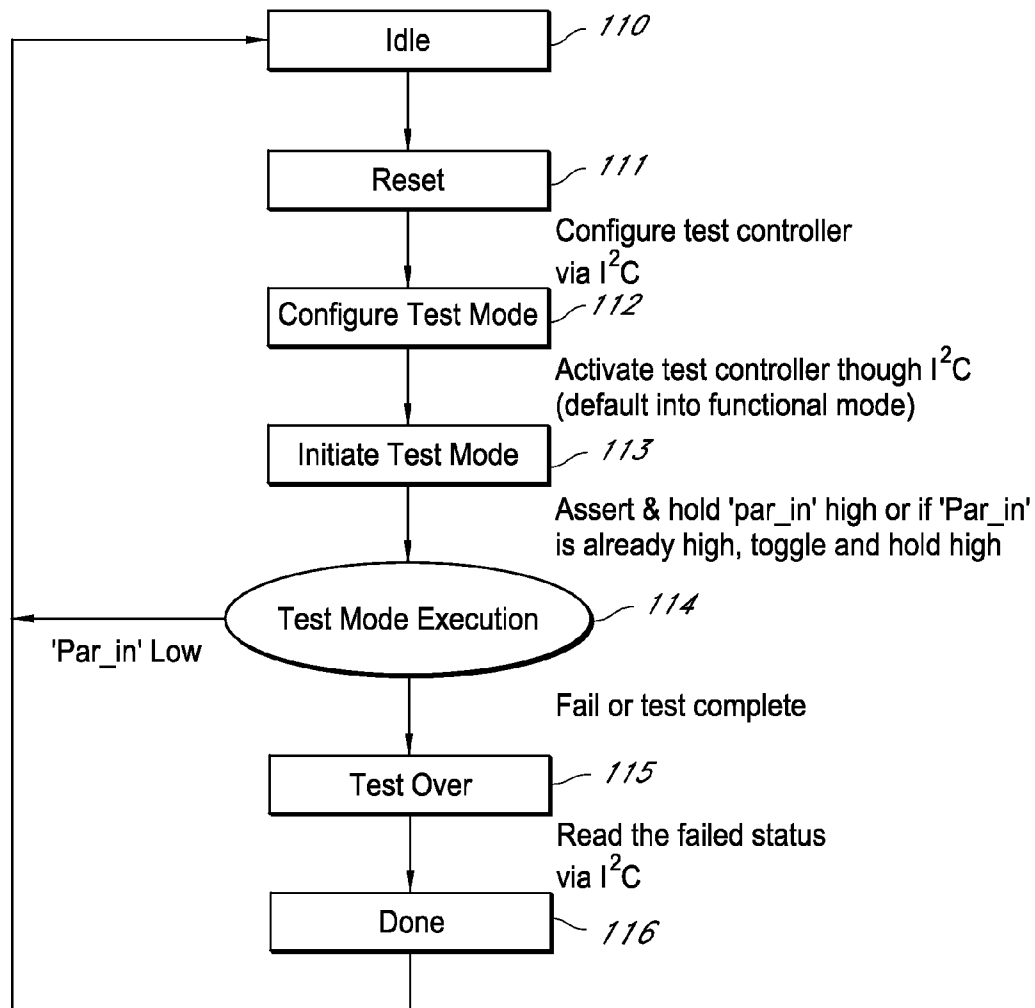 Idle
110
Reset
111
Configure test controller
via I²C
Configure Test Mode
112
Activate test controller though I²C
(default into functional mode)
Initiate Test Mode
113
Assert & hold 'par_in' high or if 'Par_in'
is already high, toggle and hold high
Test Mode Execution
114
'Par_in' Low
Fail or test complete
Test Over
115
Read the failed status
via I²C
Done
116